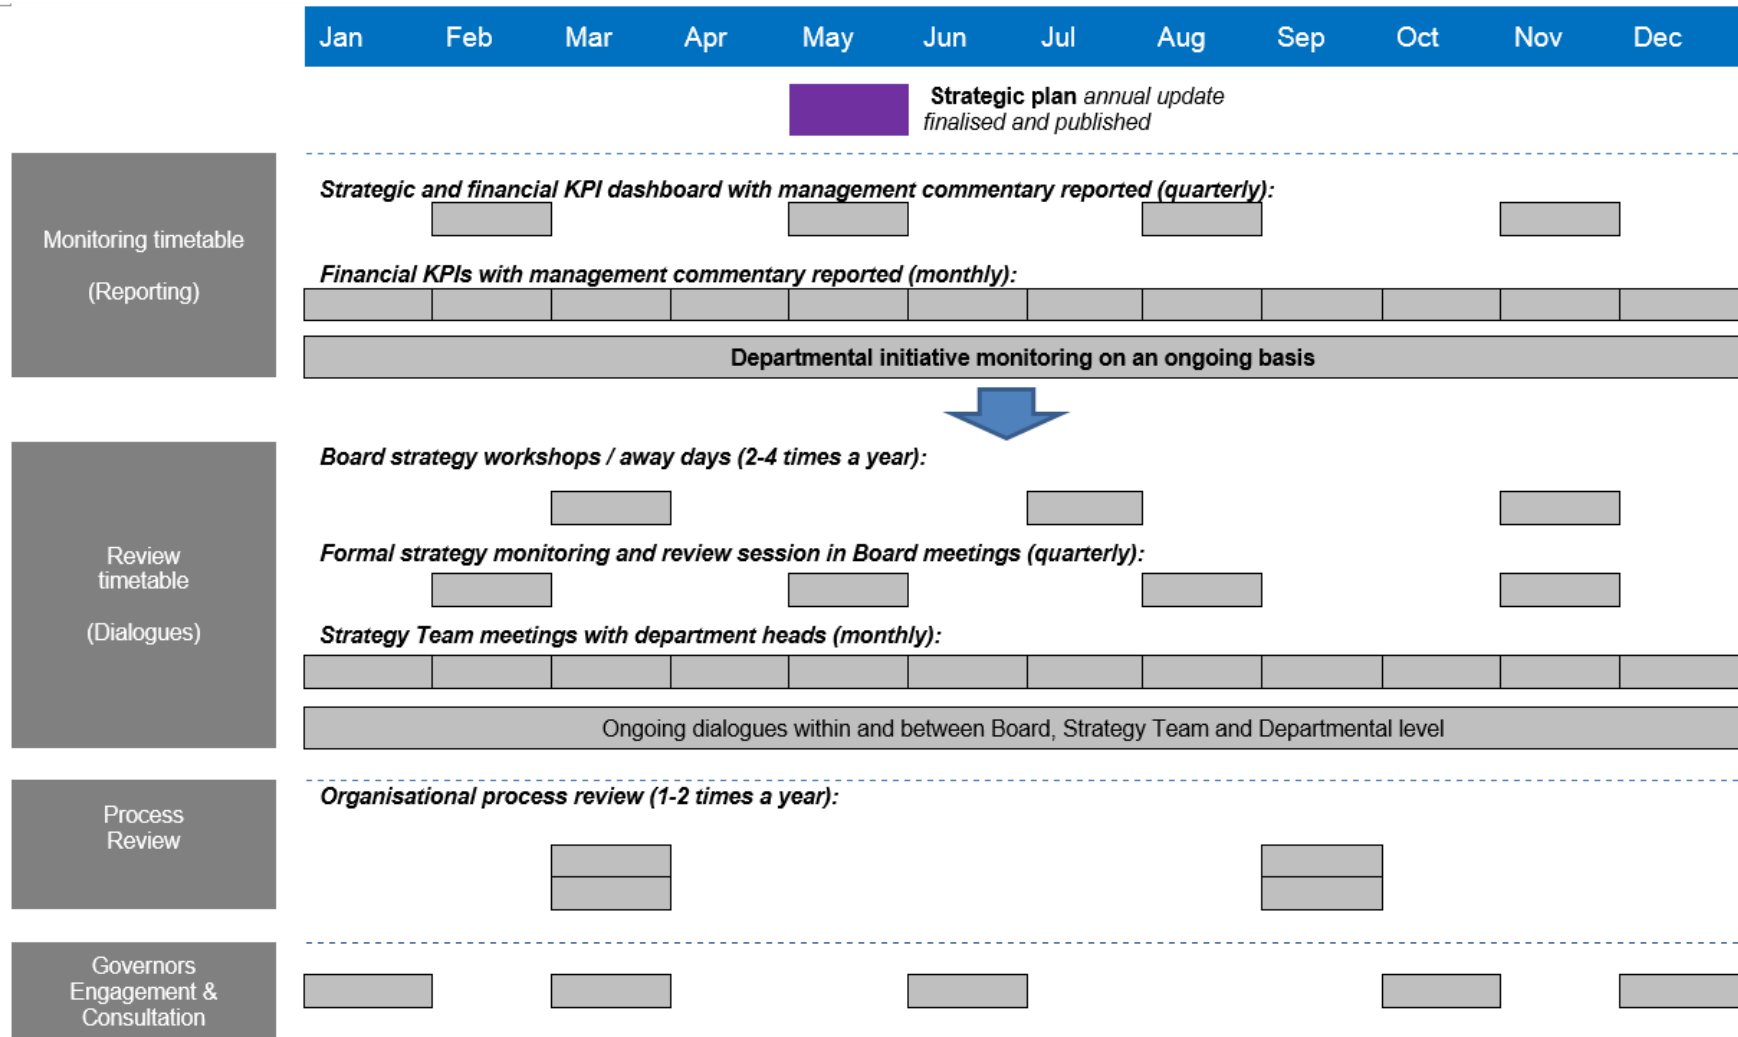 Jan Feb Mar Apr May Jun Jul Aug Sep Oct Nov Dec
Strategic plan annual update
finalised and published
Monitoring timetable
(Reporting)
Strategic and financial KPI dashboard with management commentary reported (quarterly):
Financial KPIs with management commentary reported (monthly):
Departmental initiative monitoring on an ongoing basis
Review
timetable
(Dialogues)
Board strategy workshops / away days (2-4 times a year):
Formal strategy monitoring and review session in Board meetings (quarterly):
Strategy Team meetings with department heads (monthly):
Ongoing dialogues within and between Board, Strategy Team and Departmental level
Process
Review
Organisational process review (1-2 times a year):
Governors
Engagement &
Consultation